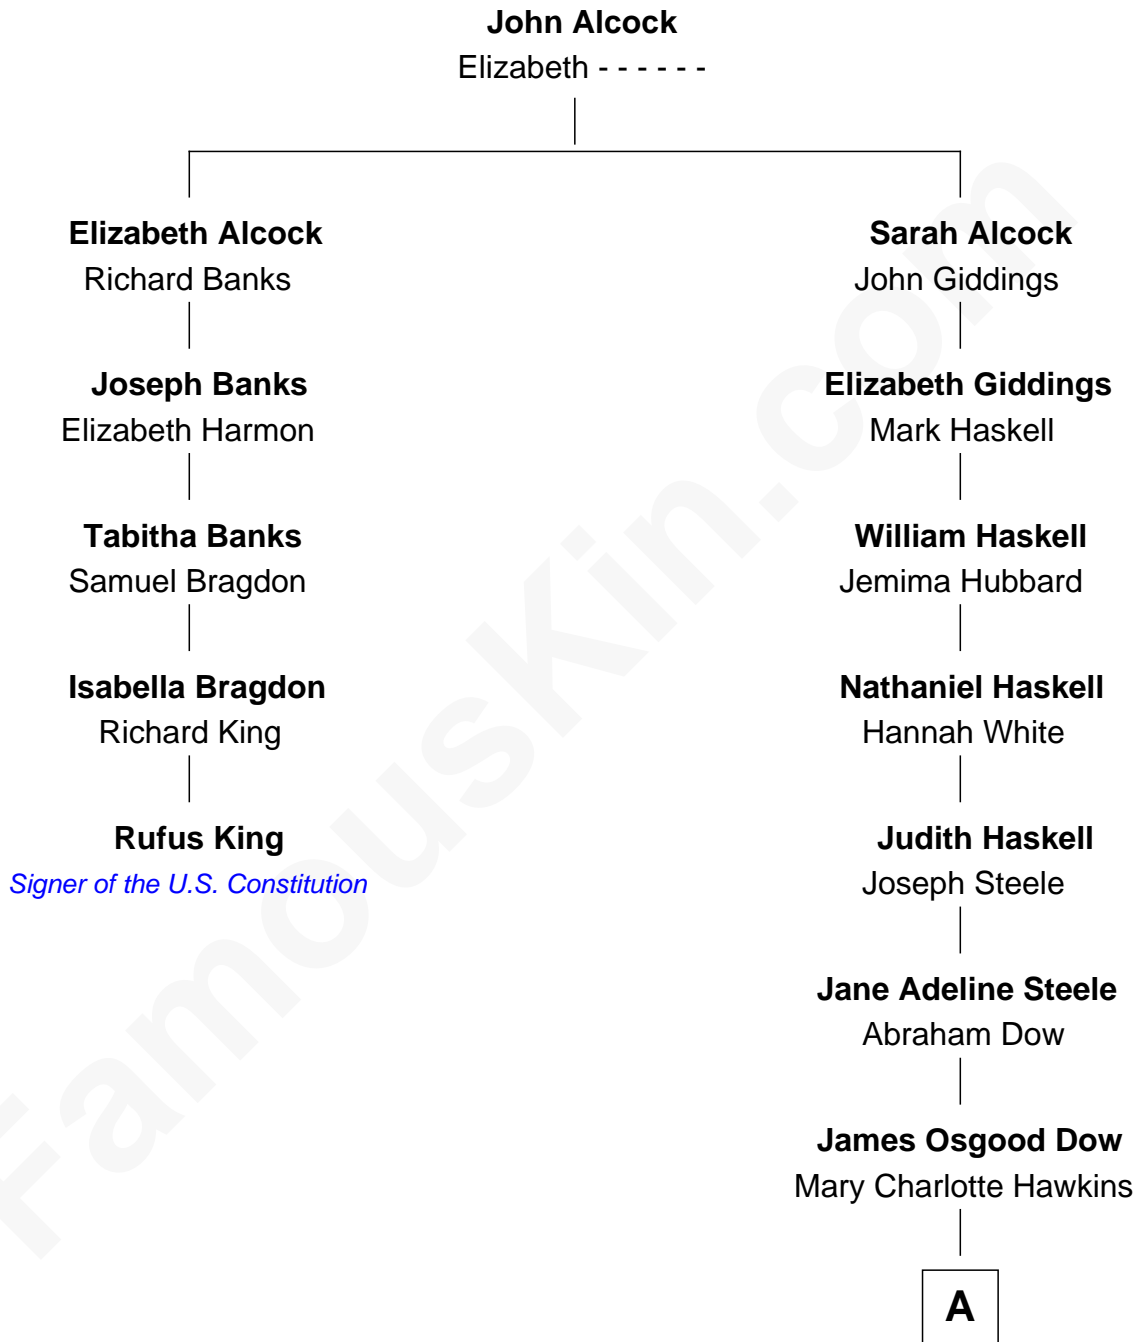 John Alcock
Elizabeth - - - - - -
Elizabeth Alcock
Richard Banks
Joseph Banks
Elizabeth Harmon
Tabitha Banks
Samuel Bragdon
Isabella Bragdon
Richard King
Rufus King
Signer of the U.S. Constitution
Sarah Alcock
John Giddings
Elizabeth Giddings
Mark Haskell
William Haskell
Jemima Hubbard
Nathaniel Haskell
Hannah White
Judith Haskell
Joseph Steele
Jane Adeline Steele
Abraham Dow
James Osgood Dow
Mary Charlotte Hawkins
A
FamousKin.com